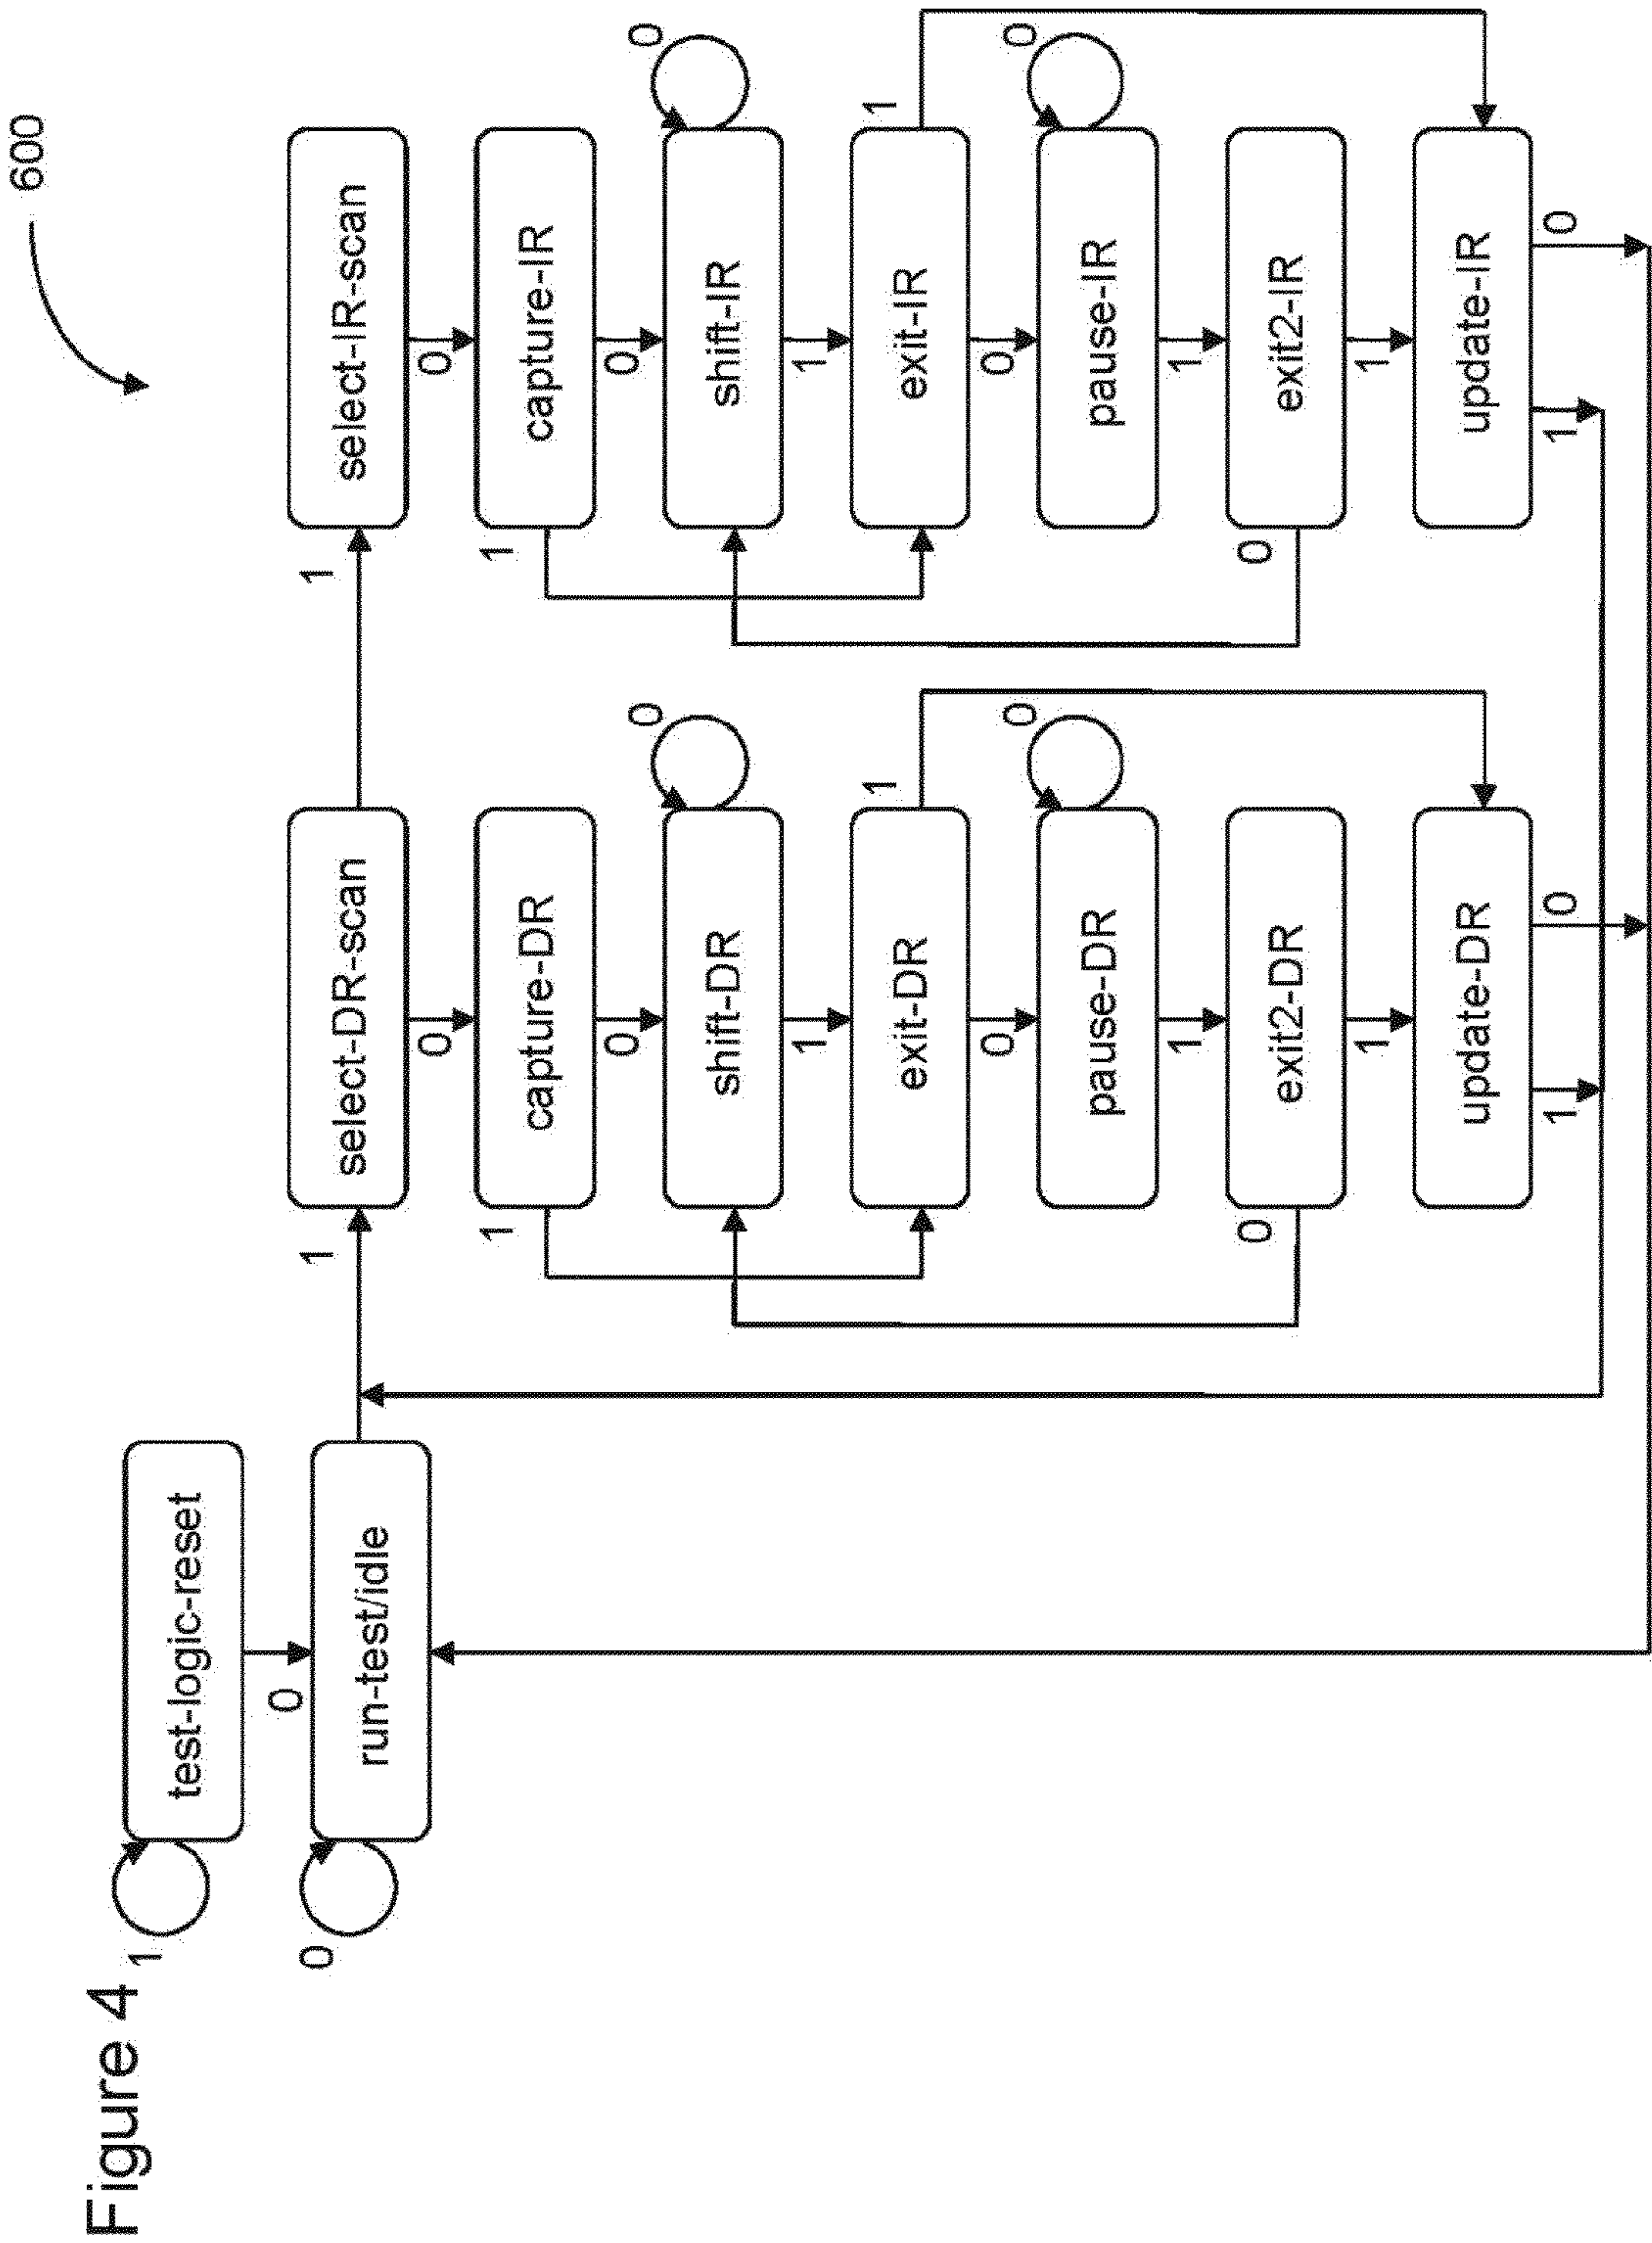 Figure 4
600
1
test-logic-reset
0
0
run-test/idle
1
select-DR-scan
1
select-IR-scan
0
0
1
capture-DR
1
capture-IR
0
0
shift-DR
0
shift-IR
0
1
1
exit-DR
1
exit-IR
1
0
0
pause-DR
0
pause-IR
0
1
1
0
exit2-DR
0
exit2-IR
1
1
update-DR
update-IR
1
0
1
0